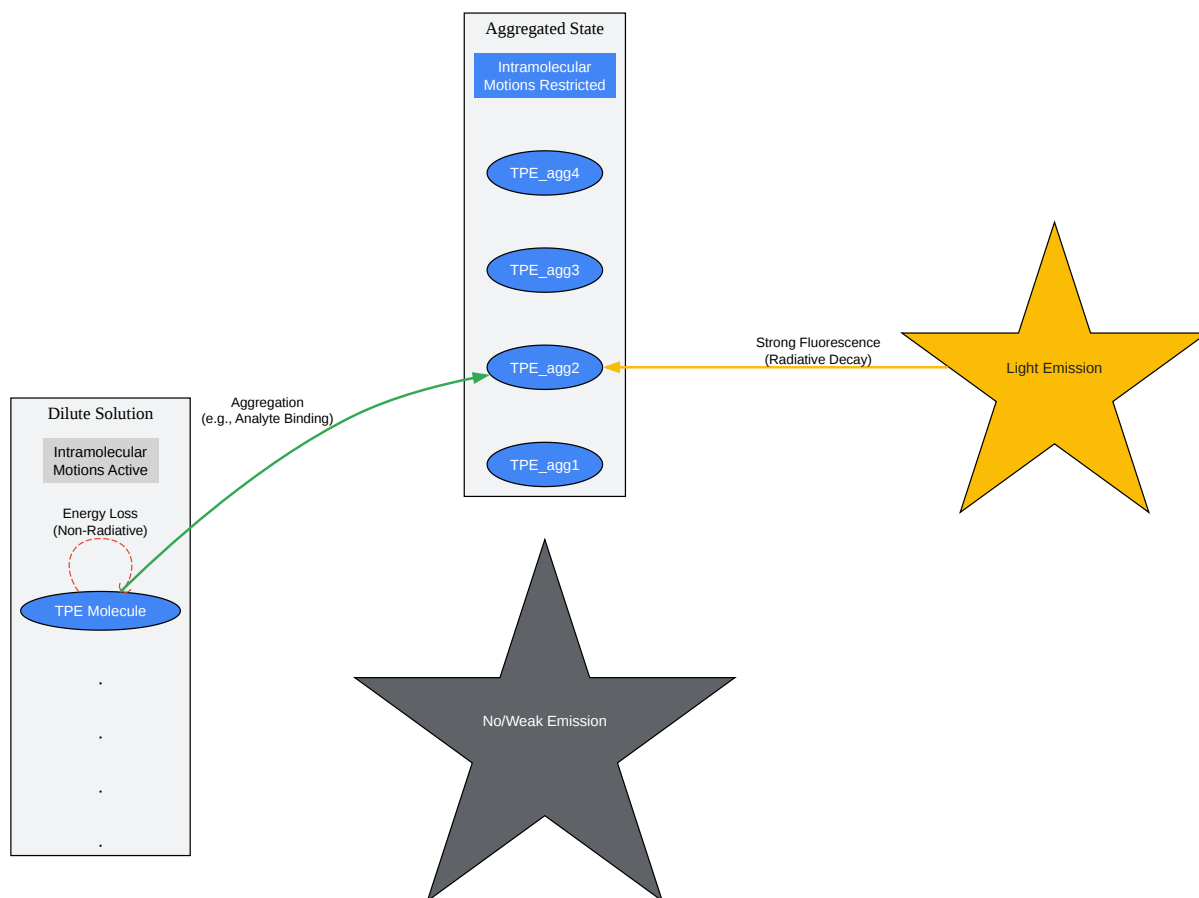 Aggregated State
Intramolecular
Motions Restricted
TPE_agg4
TPE_agg3
TPE_agg2
TPE_agg1
Strong Fluorescence
(Radiative Decay)
Light Emission
Aggregation
(e.g., Analyte Binding)
Dilute Solution
Intramolecular
Motions Active
Energy Loss
(Non-Radiative)
TPE Molecule
.
.
.
.
No/Weak Emission